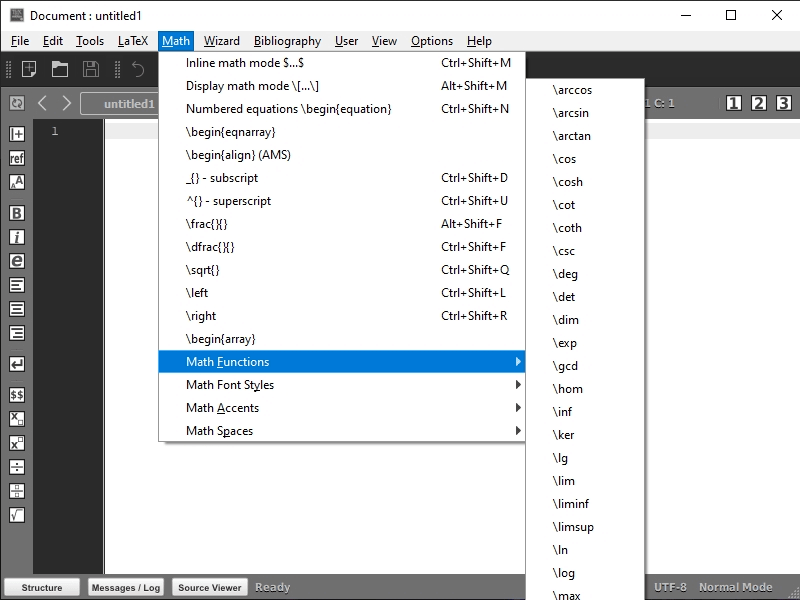 Document : untitled1
File Edit Tools LaTeX Math Wizard Bibliography User View Options Help
Inline math mode $...$ Ctrl+Shift+M
Display math mode \[...\] Alt+Shift+M
Numbered equations \begin{equation} Ctrl+Shift+N
\begin{eqnarray}
\begin{align} (AMS)
_{} - subscript Ctrl+Shift+D
^{} - superscript Ctrl+Shift+U
\frac{}{} Alt+Shift+F
\dfrac{}{} Ctrl+Shift+F
\sqrt{} Ctrl+Shift+Q
\left Ctrl+Shift+L
\right Ctrl+Shift+R
\begin{array}
Math Functions
Math Font Styles
Math Accents
Math Spaces
\arccos
\arcsin
\arctan
\cos
\cosh
\cot
\coth
\csc
\deg
\det
\dim
\exp
\gcd
\hom
\inf
\ker
\lg
\lim
\liminf
\limsup
\ln
\log
\max
untitled1
1 C: 1
1 2 3
1
ref
A A
B
i
e
$$
X
X
Structure Messages / Log Source Viewer Ready UTF-8 Normal Mode